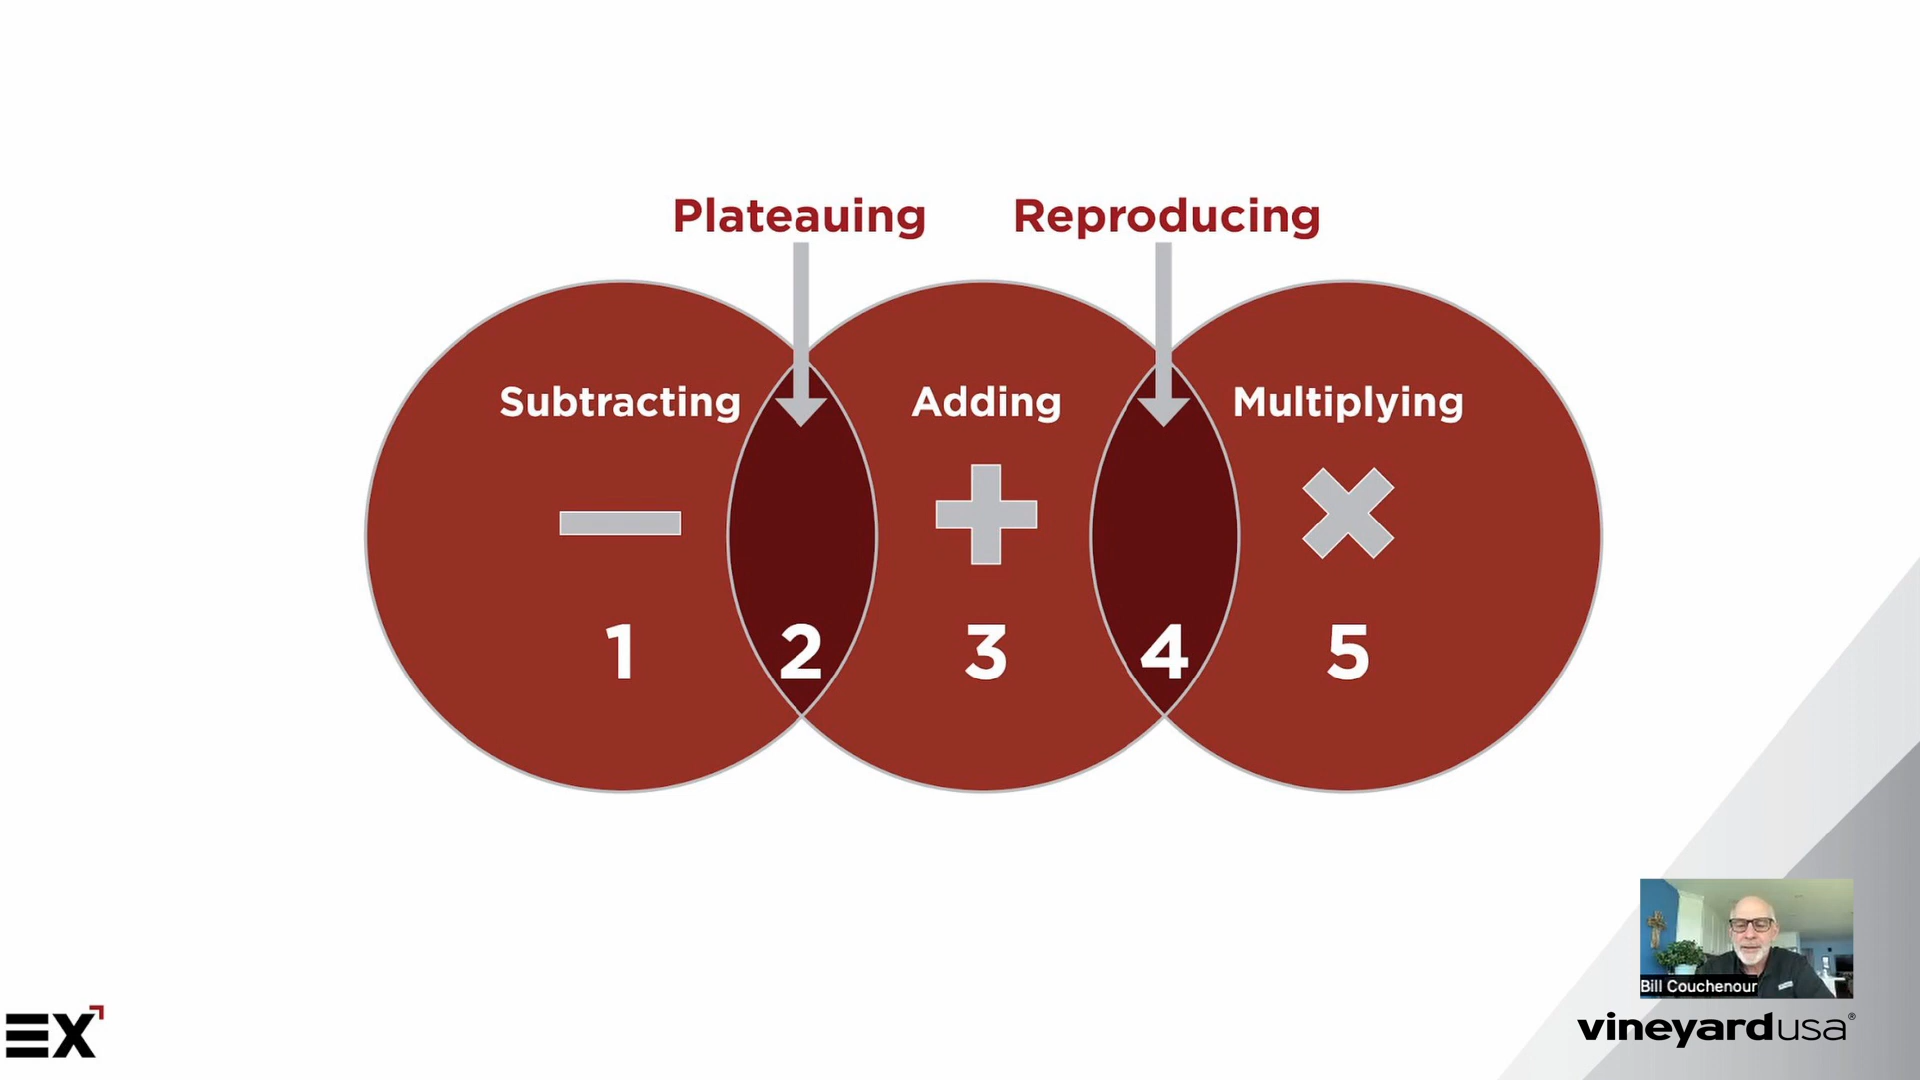 Plateauing
Reproducing
Subtracting
Adding
Multiplying
1
2
3
4
5
Bill Couchenour
EX
vineyardusa®